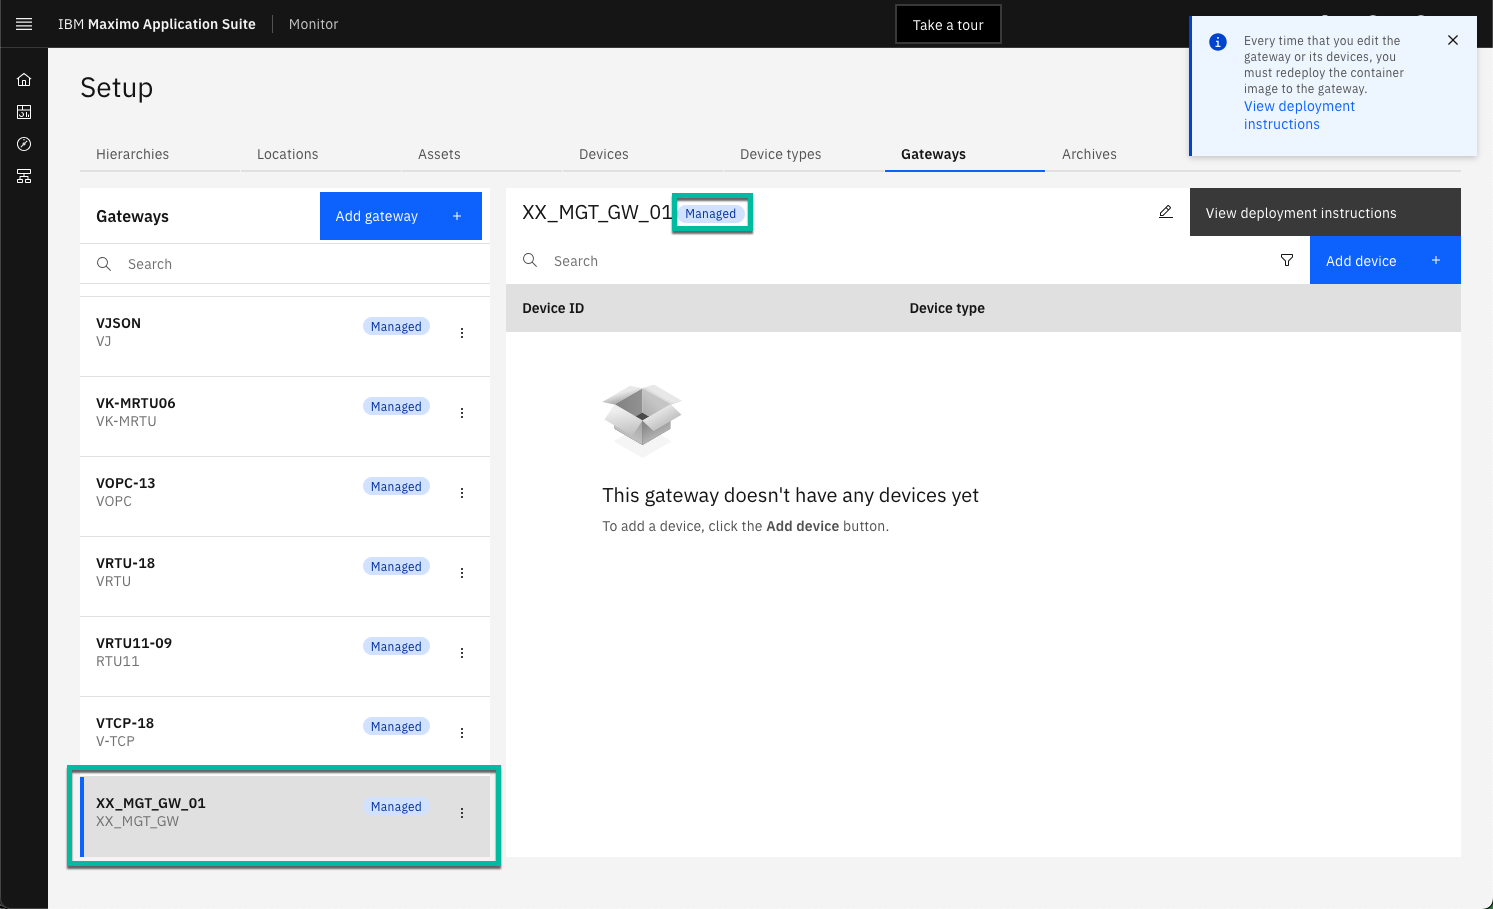 IBM Maximo Application Suite
Monitor
Take a tour
Every time that you edit the
gateway or its devices, you
must redeploy the container
image to the gateway.
View deployment
instructions
Setup
Hierarchies
Locations
Assets
Devices
Device types
Gateways
Archives
Gateways
Add gateway +
Search
VJSON
Managed
VJ
VK-MRTU06
Managed
VK-MRTU
VOPC-13
Managed
VOPC
VRTU-18
Managed
VRTU
VRTU11-09
Managed
RTU11
VTCP-18
Managed
V-TCP
XX_MGT_GW_01
Managed
XX_MGT_GW
XX_MGT_GW_01
Managed
View deployment instructions
Search
Add device +
Device ID
Device type
This gateway doesn't have any devices yet
To add a device, click the Add device button.